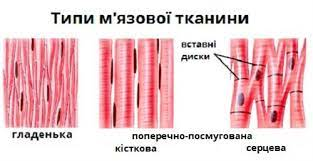 Типи м'язової тканини
вставні
диски
гладенька
поперечно-посмугована
кісткова
серцева